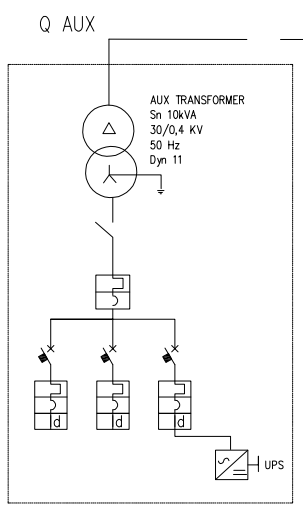 Q AUX
AUX TRANSFORMER
Sn 10kVA
30/0,4 KV
50 Hz
Dyn 11
d
d
d
UPS